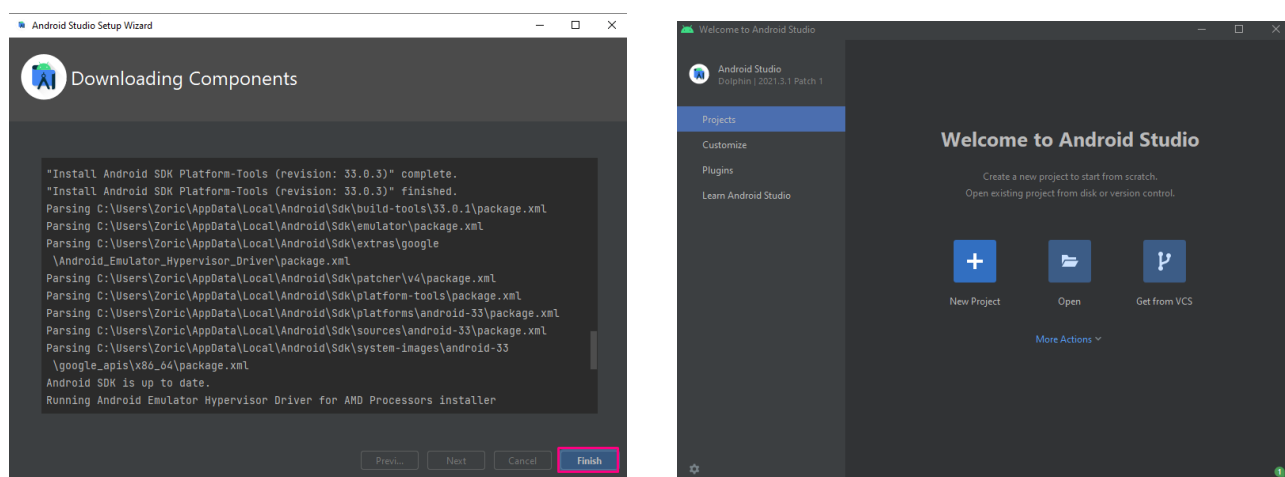 Android Studio Setup Wizard
Downloading Components
"Install Android SDK Platform-Tools (revision: 33.0.3)" complete.
"Install Android SDK Platform-Tools (revision: 33.0.3)" finished.
Parsing C:\Users\Zoric\AppData\Local\Android\Sdk\build-tools\33.0.1\package.xml
Parsing C:\Users\Zoric\AppData\Local\Android\Sdk\emulator\package.xml
Parsing C:\Users\Zoric\AppData\Local\Android\Sdk\extras\google
\Android_Emulator_Hypervisor_Driver\package.xml
Parsing C:\Users\Zoric\AppData\Local\Android\Sdk\patcher\v4\package.xml
Parsing C:\Users\Zoric\AppData\Local\Android\Sdk\platform-tools\package.xml
Parsing C:\Users\Zoric\AppData\Local\Android\Sdk\platforms\android-33\package.xml
Parsing C:\Users\Zoric\AppData\Local\Android\Sdk\sources\android-33\package.xml
Parsing C:\Users\Zoric\AppData\Local\Android\Sdk\system-images\android-33
\google_apis\x86_64\package.xml
Android SDK is up to date.
Running Android Emulator Hypervisor Driver for AMD Processors installer
Previ... Next Cancel Finish
Welcome to Android Studio
Android Studio
Dolphin | 2021.3.1 Patch 1
Projects
Customize
Plugins
Learn Android Studio
Welcome to Android Studio
Create a new project to start from scratch.
Open existing project from disk or version control.
New Project Open Get from VCS
More Actions
1